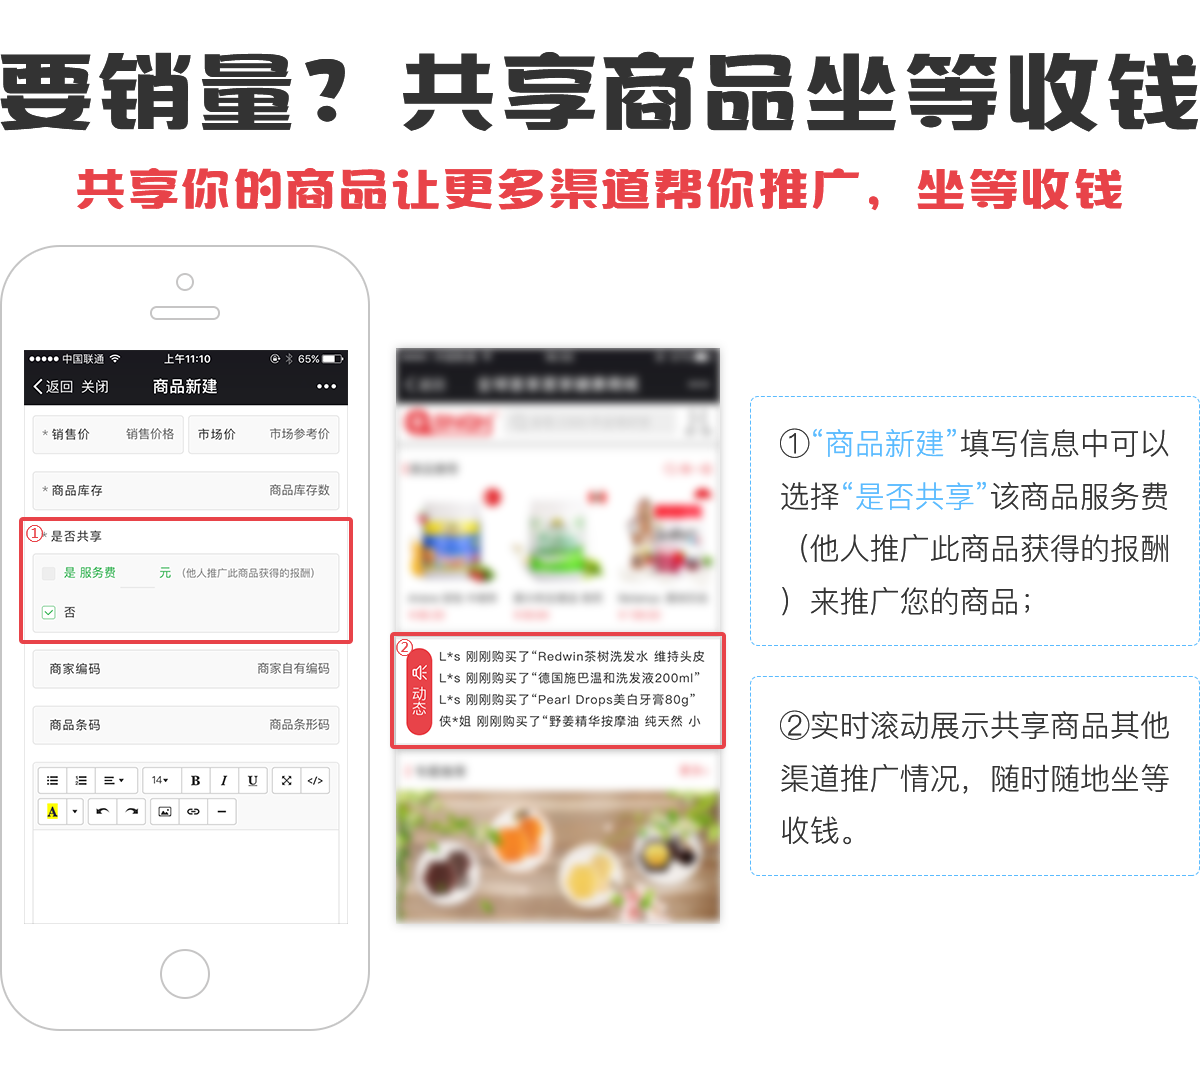 要销量？共享商品坐等收钱
共享你的商品让更多渠道帮你推广，坐等收钱
中国联通 上午11:10 65%
返回 关闭 商品新建
* 销售价 销售价格 市场价 市场参考价
* 商品库存 商品库存数
①* 是否共享
是 服务费 元 (他人推广此商品获得的报酬)
否
商家编码 商家自有编码
商品条码 商品条形码
14 B I U </>
A
②
动态
L*s 刚刚购买了“Redwin茶树洗发水 维持头皮
L*s 刚刚购买了“德国施巴温和洗发液200ml”
L*s 刚刚购买了“Pearl Drops美白牙膏80g”
侠*姐 刚刚购买了“野姜精华按摩油 纯天然 小
①“商品新建”填写信息中可以
选择“是否共享”该商品服务费
（他人推广此商品获得的报酬
）来推广您的商品；
②实时滚动展示共享商品其他
渠道推广情况，随时随地坐等
收钱。